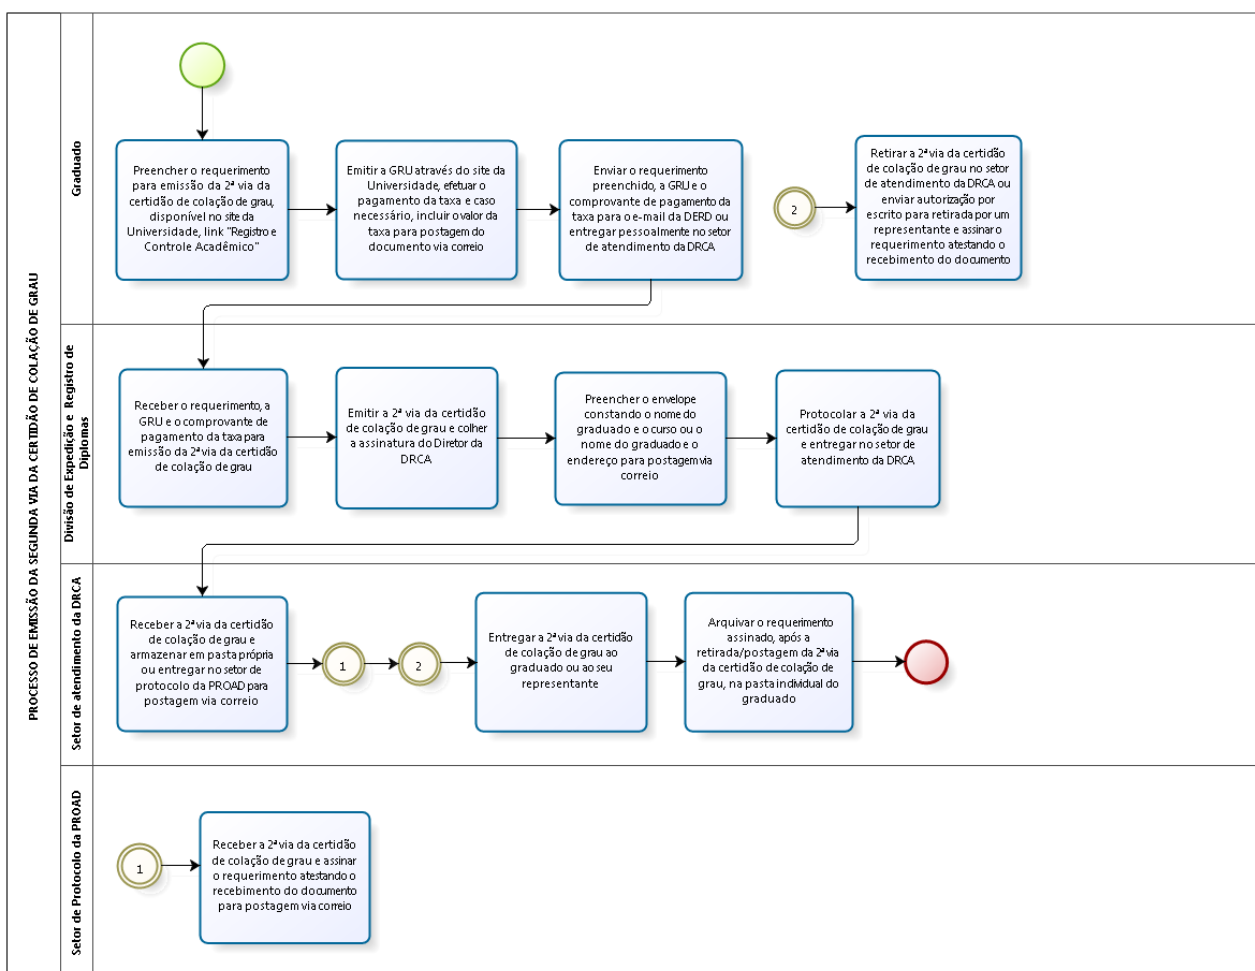 PROCESSO DE EMISSÃO DA SEGUNDA VIA DA CERTIDÃO DE COLAÇÃO DE GRAU
Graduado
Preencher o requerimento
para emissão da 2ª via da
certidão de colação de grau,
disponível no site da
Universidade, link "Registro e
Controle Acadêmico"
Emitir a GRU através do site da
Universidade, efetuar o
pagamento da taxa e caso
necessário, incluir o valor da
taxa para postagem do
documento via correio
Enviar o requerimento
preenchido, a GRU e o
comprovante de pagamento da
taxa para o e-mail da DERD ou
entregar pessoalmente no setor
de atendimento da DRCA
2
Retirar a 2ª via da certidão
de colação de grau no setor
de atendimento da DRCA ou
enviar autorização por
escrito para retirada por um
representante e assinar o
requerimento atestando o
recebimento do documento
Divisão de Expedição e Registro de
Diplomas
Receber o requerimento, a
GRU e o comprovante de
pagamento da taxa para
emissão da 2ª via da certidão
de colação de grau
Emitir a 2ª via da certidão
de colação de grau e colher
a assinatura do Diretor da
DRCA
Preencher o envelope
constando o nome do
graduado e o curso ou o
nome do graduado e o
endereço para postagem via
correio
Protocolar a 2ª via da
certidão de colação de grau
e entregar no setor de
atendimento da DRCA
Setor de atendimento da DRCA
Receber a 2ª via da certidão
de colação de grau e
armazenar em pasta própria
ou entregar no setor de
protocolo da PROAD para
postagem via correio
1
2
Entregar a 2ª via da certidão
de colação de grau ao
graduado ou ao seu
representante
Arquivar o requerimento
assinado, após a
retirada/postagem da 2ª via
da certidão de colação de
grau, na pasta individual do
graduado
Setor de Protocolo da PROAD
1
Receber a 2ª via da certidão
de colação de grau e assinar
o requerimento atestando o
recebimento do documento
para postagem via correio